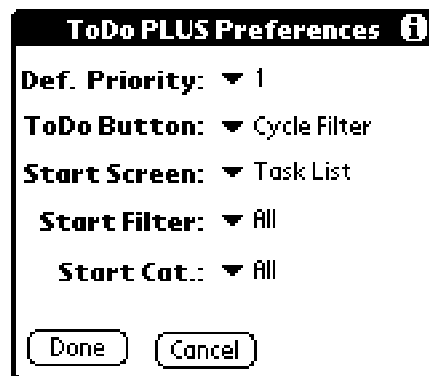 ToDo PLUS Preferences i
Def. Priority: 1
ToDo Button: Cycle Filter
Start Screen: Task List
Start Filter: All
Start Cat.: All
Done Cancel